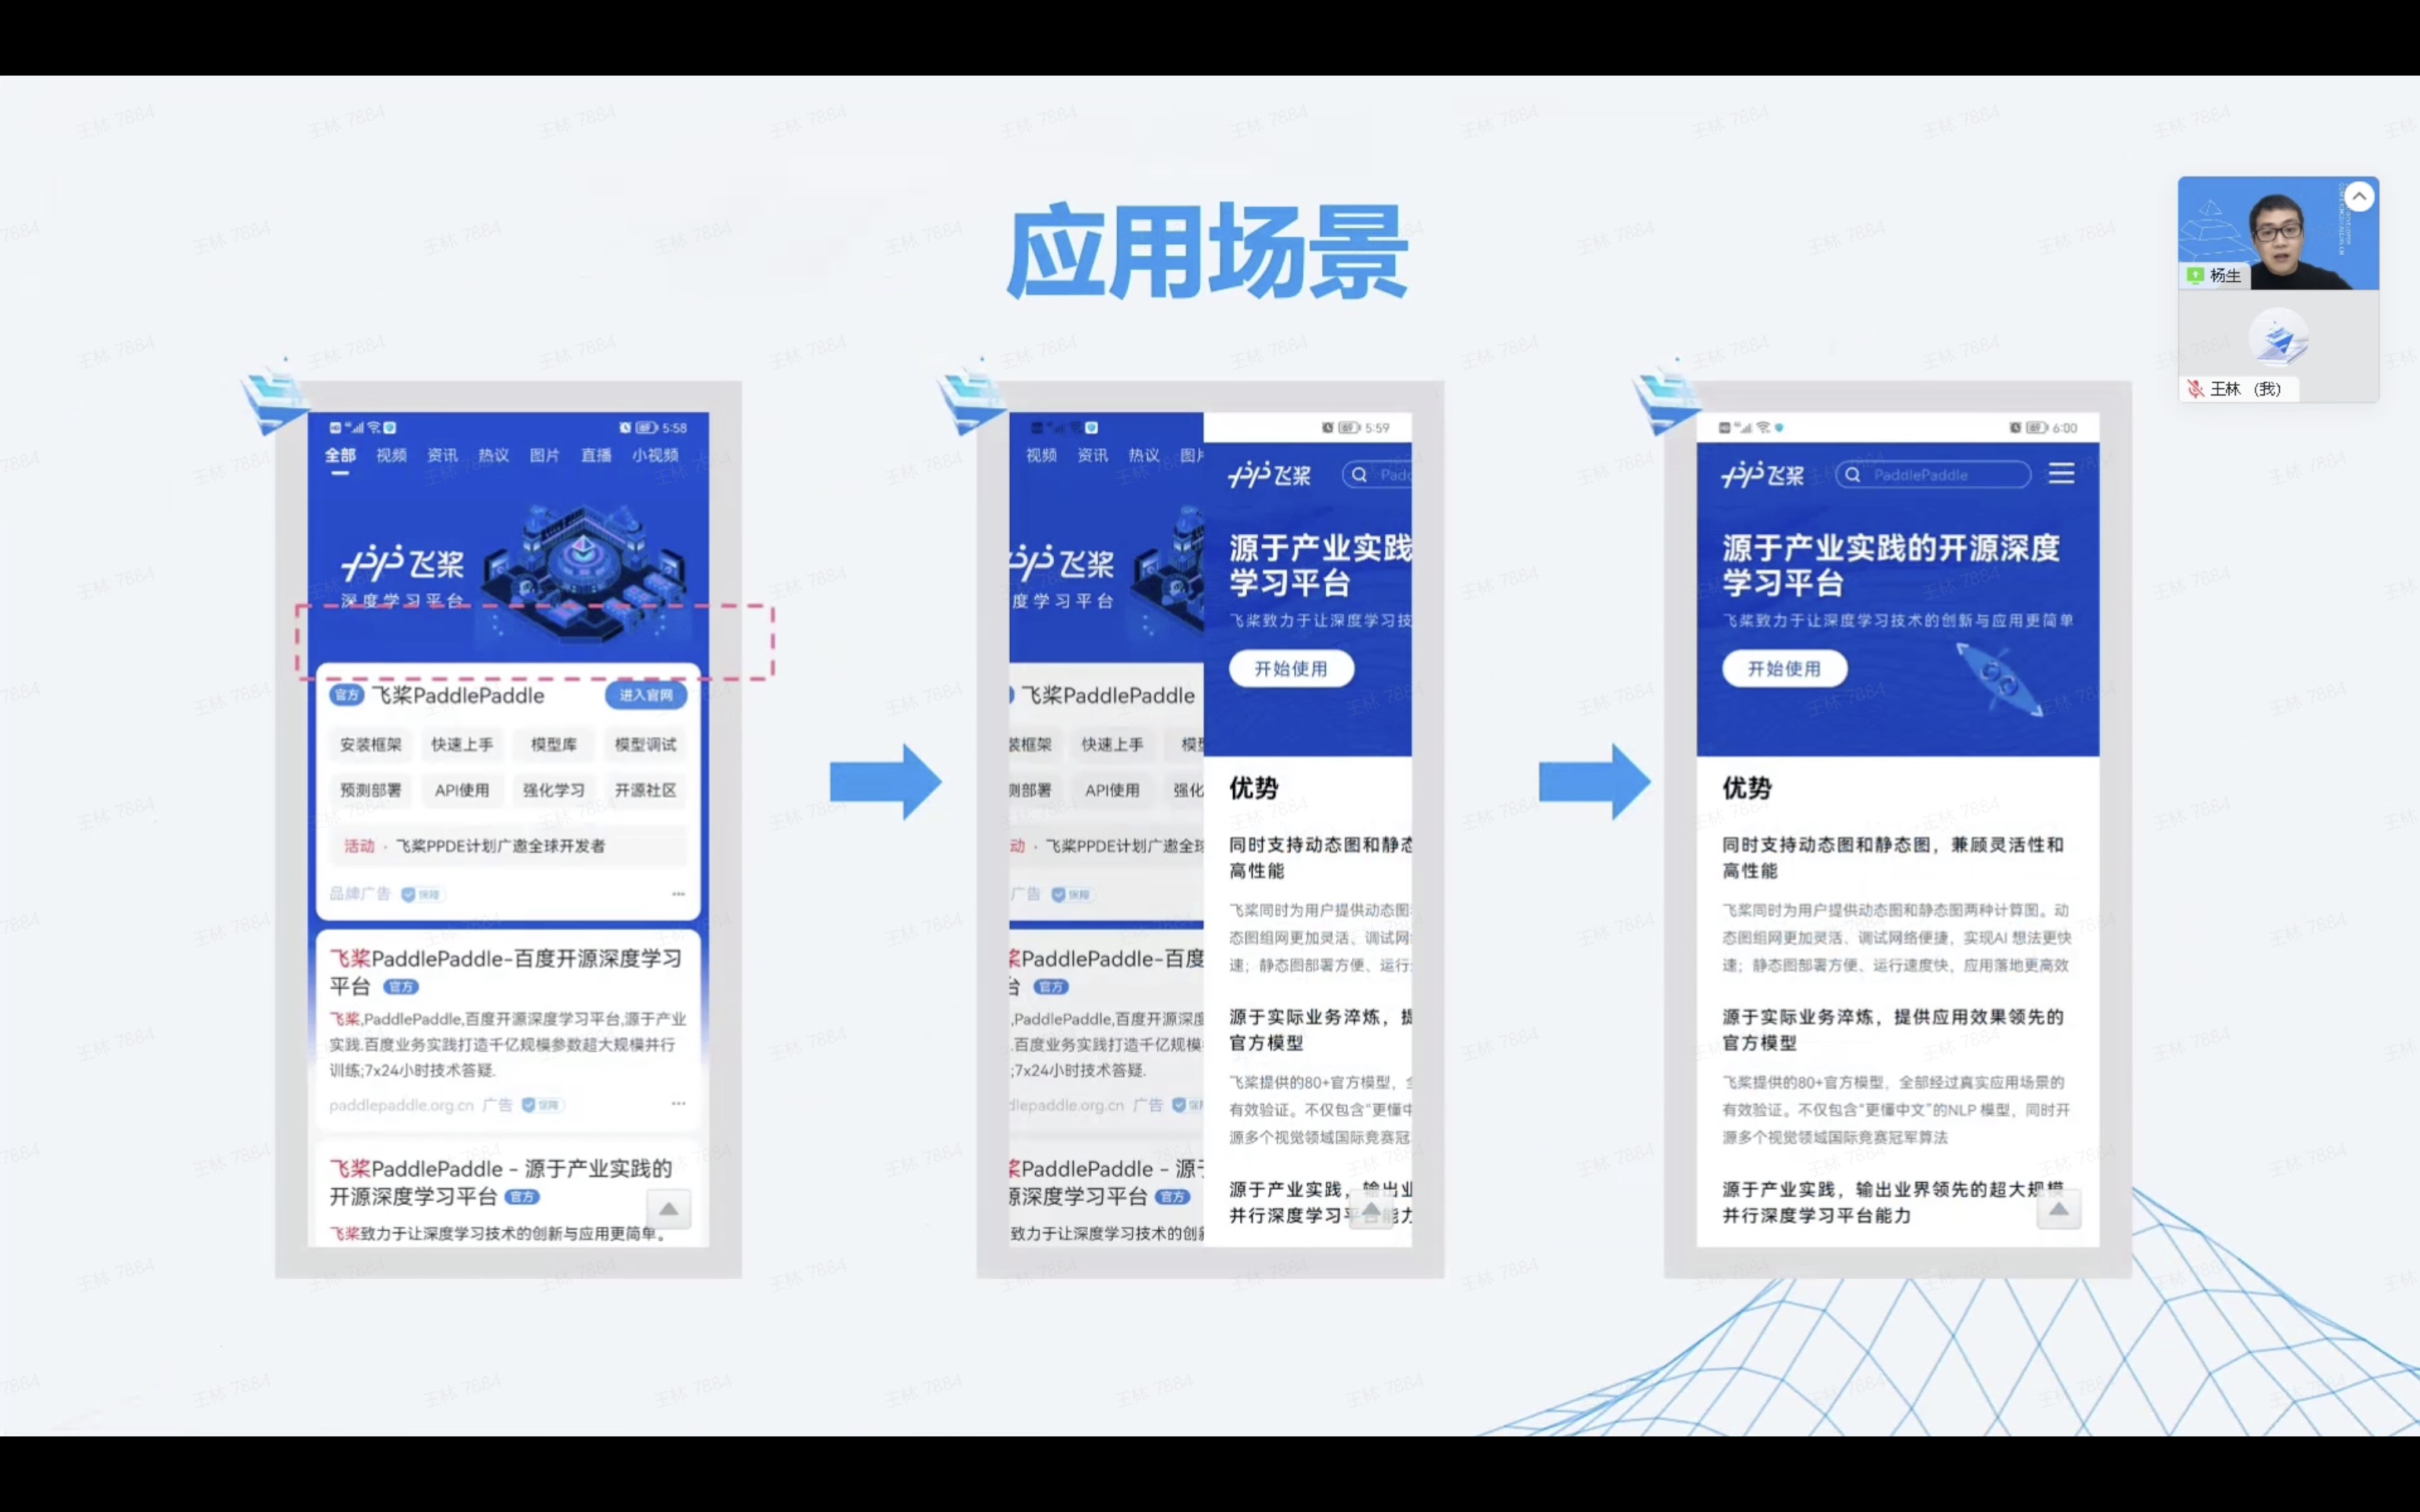 应用场景
杨生
王林 (我)
5:58
全部 视频 资讯 热议 图片 直播 小视频
飞桨
深度学习平台
官方 飞桨PaddlePaddle 进入官网
安装框架 快速上手 模型库 模型调试
预测部署 API使用 强化学习 开源社区
活动 · 飞桨PPDE计划广邀全球开发者
品牌广告 保障
飞桨PaddlePaddle-百度开源深度学习
平台 官方
飞桨,PaddlePaddle,百度开源深度学习平台,源于产业
实践.百度业务实践打造千亿规模参数超大规模并行
训练;7x24小时技术答疑.
paddlepaddle.org.cn 广告 保障
飞桨PaddlePaddle - 源于产业实践的
开源深度学习平台 官方
飞桨致力于让深度学习技术的创新与应用更简单。
视频 资讯 热议 图片
飞桨
度学习平台
飞桨PaddlePaddle
装框架 快速上手 模型
测部署 API使用 强化
动 · 飞桨PPDE计划广邀全球
广告 保障
桨PaddlePaddle-百度
台 官方
,PaddlePaddle,百度开源深度
.百度业务实践打造千亿规模
;7x24小时技术答疑.
dlepaddle.org.cn 广告 保障
桨PaddlePaddle - 源于
源深度学习平台 官方
致力于让深度学习技术的创新
5:59
飞桨 Padd
源于产业实践
学习平台
飞桨致力于让深度学习技
开始使用
优势
同时支持动态图和静态
高性能
飞桨同时为用户提供动态图
态图组网更加灵活、调试网
速；静态图部署方便、运行
源于实际业务淬炼，提
官方模型
飞桨提供的80+官方模型，全
有效验证。不仅包含“更懂中
源多个视觉领域国际竞赛冠
源于产业实践，输出业
并行深度学习平台能力
6:00
飞桨 PaddlePaddle
源于产业实践的开源深度
学习平台
飞桨致力于让深度学习技术的创新与应用更简单
开始使用
优势
同时支持动态图和静态图，兼顾灵活性和
高性能
飞桨同时为用户提供动态图和静态图两种计算图。动
态图组网更加灵活、调试网络便捷，实现AI 想法更快
速；静态图部署方便、运行速度快，应用落地更高效
源于实际业务淬炼，提供应用效果领先的
官方模型
飞桨提供的80+官方模型，全部经过真实应用场景的
有效验证。不仅包含“更懂中文”的NLP 模型，同时开
源多个视觉领域国际竞赛冠军算法
源于产业实践，输出业界领先的超大规模
并行深度学习平台能力
王林 7884